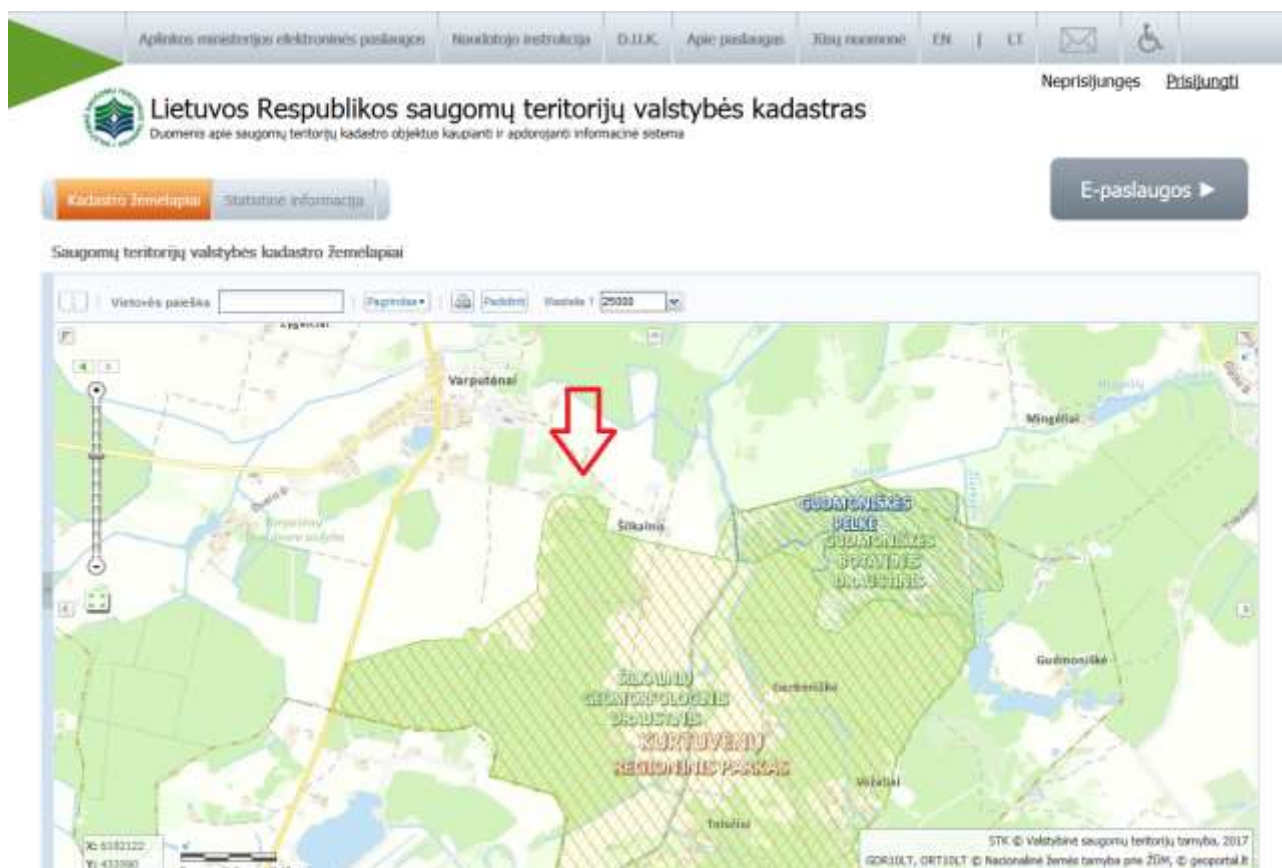 Aplinkos ministerijos elektroninės paslaugos Naudotojo instrukcija D.U.K. Apie paslaugas Jūsų nuomonė EN | LT
Neprisijungęs Prisijungti
Lietuvos Respublikos saugomų teritorijų valstybės kadastras
Duomenis apie saugomų teritorijų kadastro objektus kaupianti ir apdorojanti informacinė sistema
E-paslaugos ►
Kadastro žemėlapiai Statistinė informacija
Saugomų teritorijų valstybės kadastro žemėlapiai
Vietovės paieška Pagrindas Padidinti Mastelis 1 25000
Varputėnai
Mingėliai
Šilkalnis
GUDMONIŠKĖS
PELKĖ
GUDMONIŠKĖS
BOTANINIS
DRAUSTINIS
Gudmoniškė
ŠILKALNIŲ
GEOMORFOLOGINIS
DRAUSTINIS
KURTUVĖNŲ
REGIONINIS PARKAS
STK © Valstybinė saugomų teritorijų tarnyba, 2017
GDR10LT, ORT10LT © Nacionalinė žemės tarnyba prie ŽŪM, © geoportal.lt